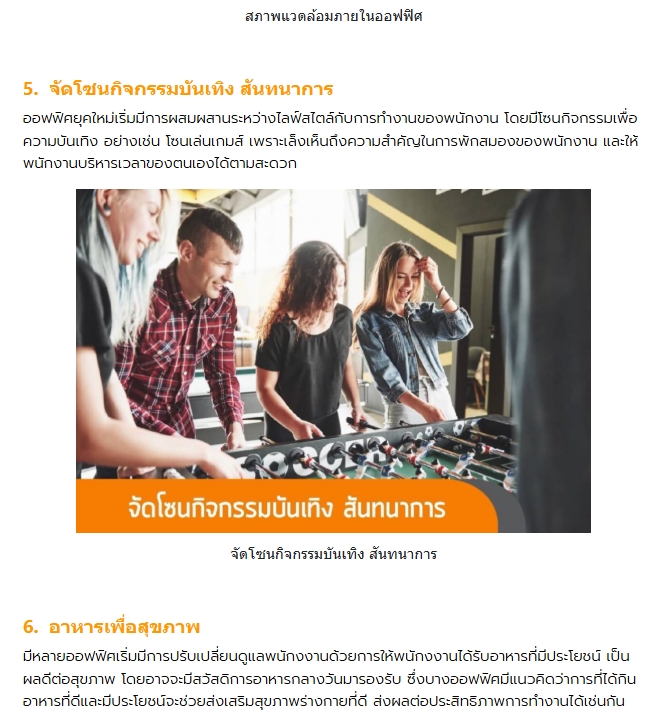 สภาพแวดล้อมภายในออฟฟิศ
5. จัดโซนกิจกรรมบันเทิง สันทนาการ
ออฟฟิศยุคใหม่เริ่มมีการผสมผสานระหว่างไลฟ์สไตล์กับการทำงานของพนักงาน โดยมีโซนกิจกรรมเพื่อ
ความบันเทิง อย่างเช่น โซนเล่นเกมส์ เพราะเล็งเห็นถึงความสำคัญในการพักสมองของพนักงาน และให้
พนักงานบริหารเวลาของตนเองได้ตามสะดวก
SOCCER
จัดโซนกิจกรรมบันเทิง สันทนาการ
จัดโซนกิจกรรมบันเทิง สันทนาการ
6. อาหารเพื่อสุขภาพ
มีหลายออฟฟิศเริ่มมีการปรับเปลี่ยนดูแลพนักงงานด้วยการให้พนักงงานได้รับอาหารที่มีประโยชน์ เป็น
ผลดีต่อสุขภาพ โดยอาจจะมีสวัสดิการอาหารกลางวันมารองรับ ซึ่งบางออฟฟิศมีแนวคิดว่าการที่ได้กิน
อาหารที่ดีและมีประโยชน์จะช่วยส่งเสริมสุขภาพร่างกายที่ดี ส่งผลต่อประสิทธิภาพการทำงานได้เช่นกัน